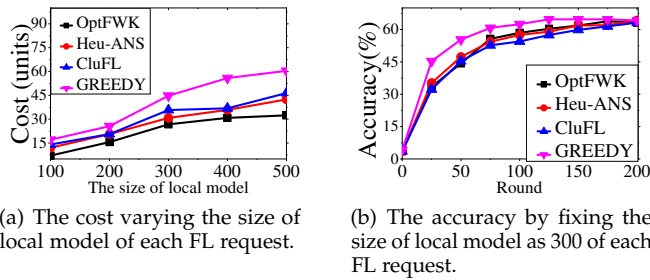 90
75
60
45
30
15
Cost (units)
OptFWK
Heu-ANS
CluFL
GREEDY
100 200 300 400 500
The size of local model
(a) The cost varying the size of
local model of each FL request.
60
45
30
15
0
Accuracy(%)
OptFWK
Heu-ANS
CluFL
GREEDY
0 50 100 150 200
Round
(b) The accuracy by fixing the
size of local model as 300 of each
FL request.